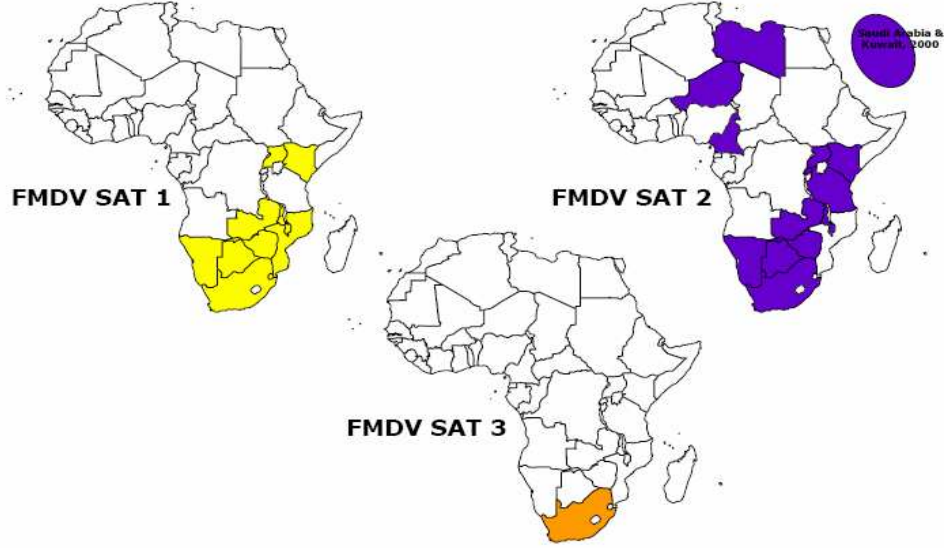 Saudi Arabia &
Kuwait, 2000
FMDV SAT 1
FMDV SAT 2
FMDV SAT 3